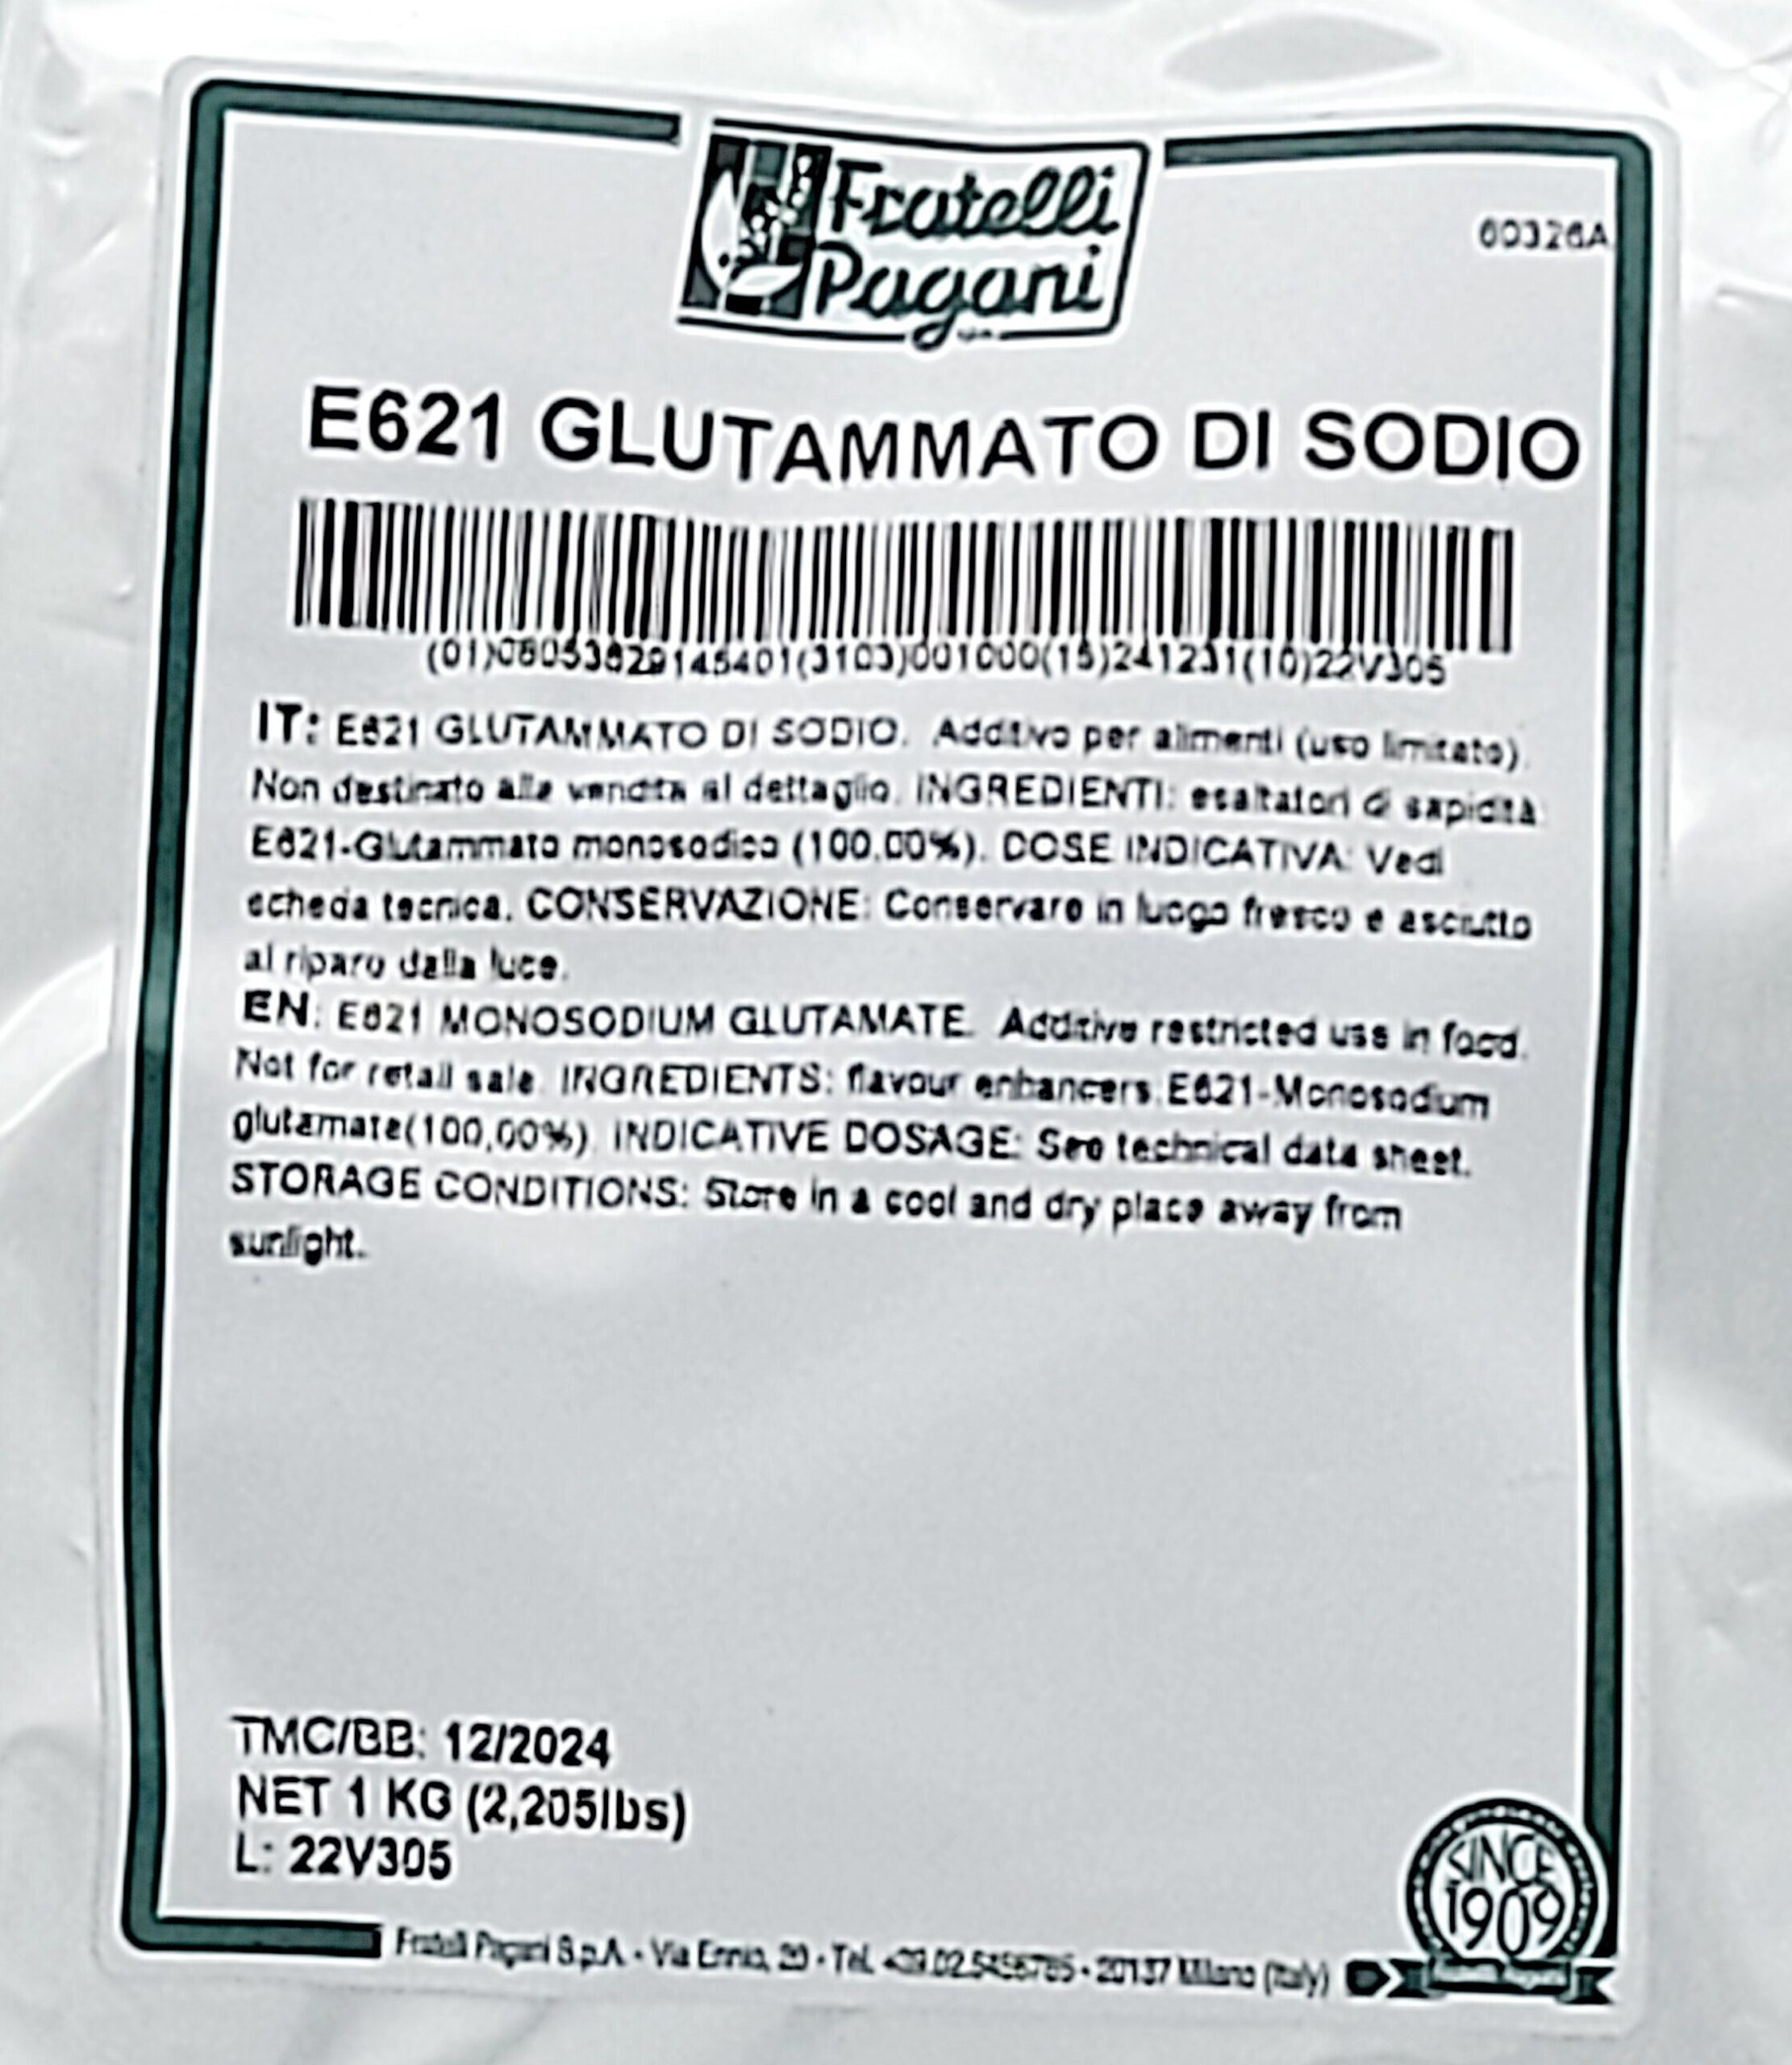 Fratelli
Pagani
60326A
E621 GLUTAMMATO DI SODIO
(01)08053829145401(3103)001000(15)241231(10)22V305
IT: E621 GLUTAMMATO DI SODIO. Additivo per alimenti (uso limitato).
Non destinato alla vendita al dettaglio. INGREDIENTI: esaltatori di sapidità:
E621-Glutammato monosodico (100,00%). DOSE INDICATIVA: Vedi
scheda tecnica. CONSERVAZIONE: Conservare in luogo fresco e asciutto
al riparo dalla luce.
EN: E621 MONOSODIUM GLUTAMATE. Additive restricted use in food.
Not for retail sale. INGREDIENTS: flavour enhancers:E621-Monosodium
glutamate(100,00%). INDICATIVE DOSAGE: See technical data sheet.
STORAGE CONDITIONS: Store in a cool and dry place away from
sunlight.
TMC/BB: 12/2024
NET 1 KG (2,205lbs)
L: 22V305
SINCE
1909
Fratelli Pagani S.p.A. - Via Ennio, 20 - Tel. - 20137 Milano (Italy)